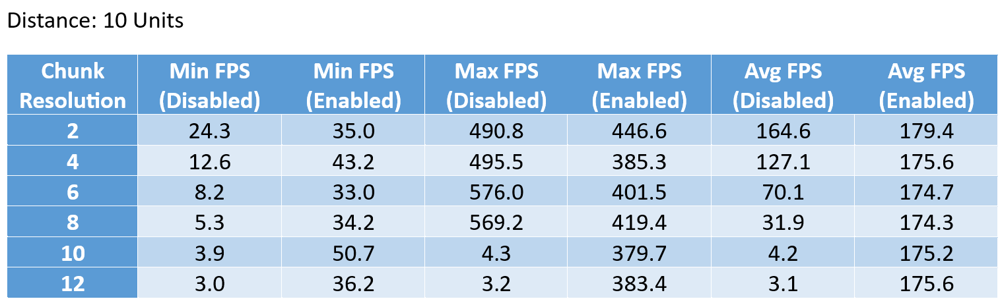 Distance: 10 Units
Chunk Resolution Min FPS (Disabled) Min FPS (Enabled) Max FPS (Disabled) Max FPS (Enabled) Avg FPS (Disabled) Avg FPS (Enabled)
2 24.3 35.0 490.8 446.6 164.6 179.4
4 12.6 43.2 495.5 385.3 127.1 175.6
6 8.2 33.0 576.0 401.5 70.1 174.7
8 5.3 34.2 569.2 419.4 31.9 174.3
10 3.9 50.7 4.3 379.7 4.2 175.2
12 3.0 36.2 3.2 383.4 3.1 175.6